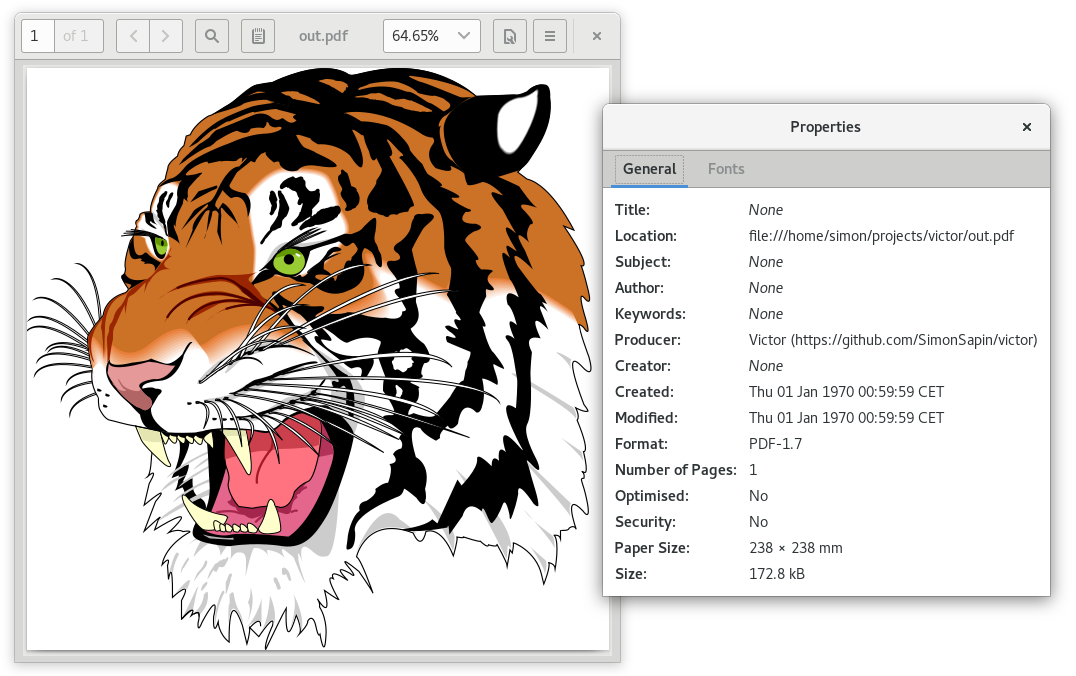 1 of 1 out.pdf 64.65%
Properties
General Fonts
Title: None
Location: file:///home/simon/projects/victor/out.pdf
Subject: None
Author: None
Keywords: None
Producer: Victor (https://github.com/SimonSapin/victor)
Creator: None
Created: Thu 01 Jan 1970 00:59:59 CET
Modified: Thu 01 Jan 1970 00:59:59 CET
Format: PDF-1.7
Number of Pages: 1
Optimised: No
Security: No
Paper Size: 238 × 238 mm
Size: 172.8 kB